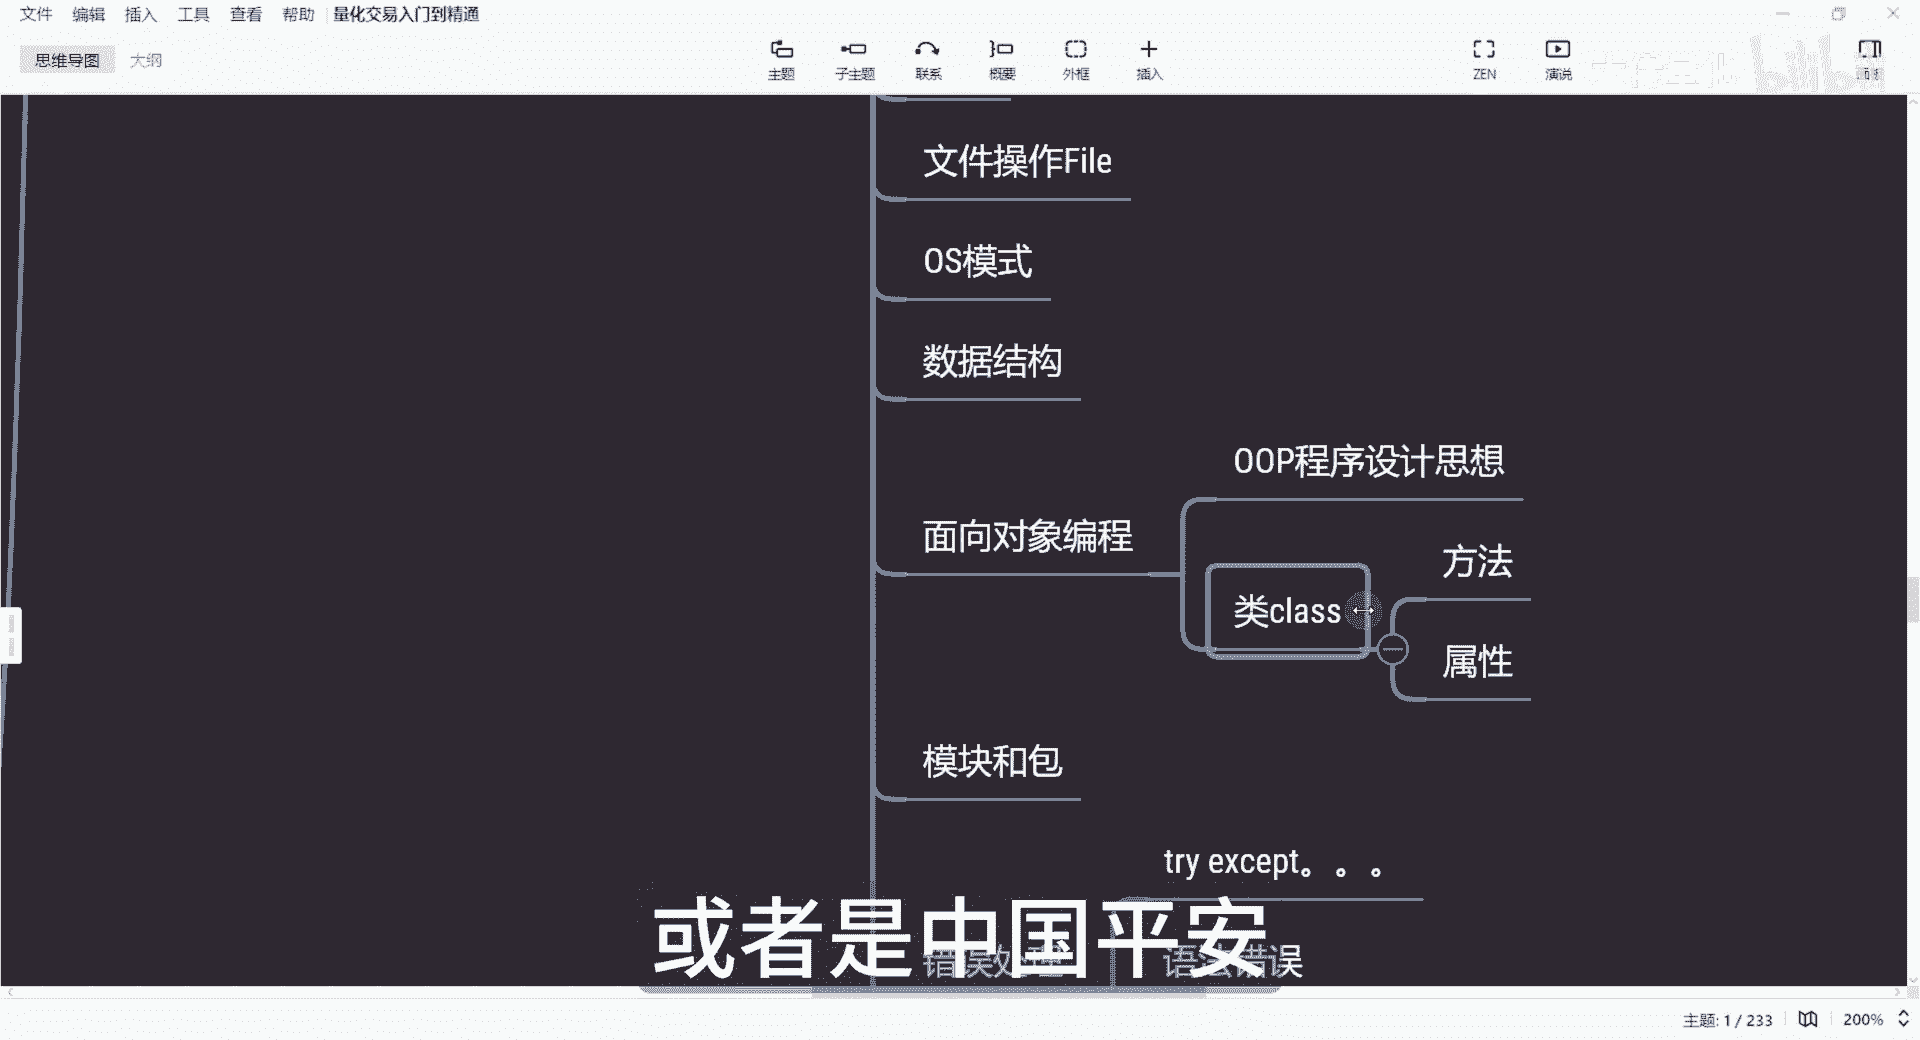 文件 编辑 插入 工具 查看 帮助 量化交易入门到精通
思维导图 大纲
主题 子主题 联系 概要 外框 插入 ZEN 演说
bilibili
文件操作File
OS模式
数据结构
OOP程序设计思想
面向对象编程
方法
类class
属性
模块和包
try except。。。
错误处理 语法错误
或者是中国平安
主题: 1 / 233 200%